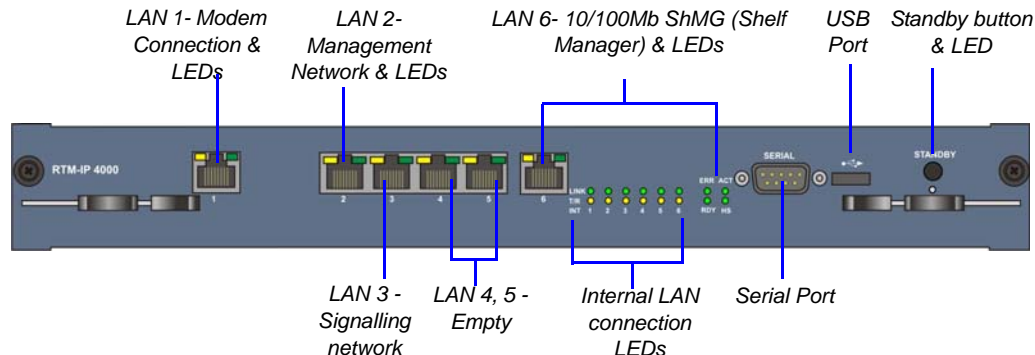 LAN 1- Modem
Connection &
LEDs
LAN 2-
Management
Network & LEDs
LAN 6- 10/100Mb ShMG (Shelf
Manager) & LEDs
USB
Port
Standby button
& LED
RTM-IP 4000
1
2
3
4
5
6
LINK
T/R
INT 1 2 3 4 5 6
ERR ACT
RDY HS
SERIAL
STANDBY
LAN 3 -
Signalling
network
LAN 4, 5 -
Empty
Internal LAN
connection
LEDs
Serial Port